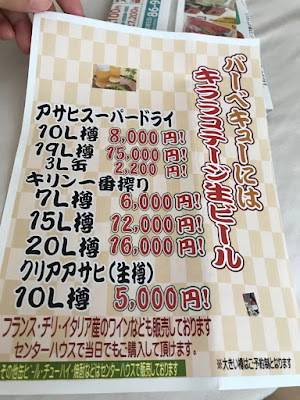 バーベキューには
キララコテージ生ビール
アサヒスーパードライ
10L樽 8,000円!
19L樽 15,000円!
3L缶 2,200円!
キリン一番搾り
7L樽 6,000円!
15L樽 12,000円!
20L樽 16,000円!
クリアアサヒ(生樽)
10L樽 5,000円!
フランス・チリ・イタリア産のワインなども販売しております
センターハウスで当日でもご購入して頂けます。
その他缶ビール・チューハイ・焼酎などはセンターハウスで販売しております
※大きい樽はご予約制となります